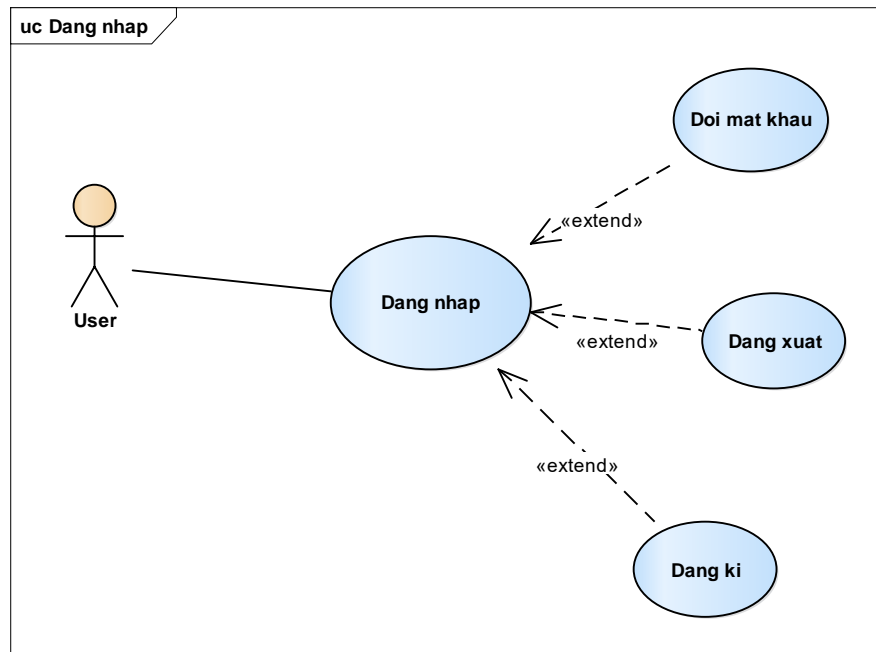 uc Dang nhap
Doi mat khau
«extend»
Dang nhap
User
«extend»
Dang xuat
«extend»
Dang ki